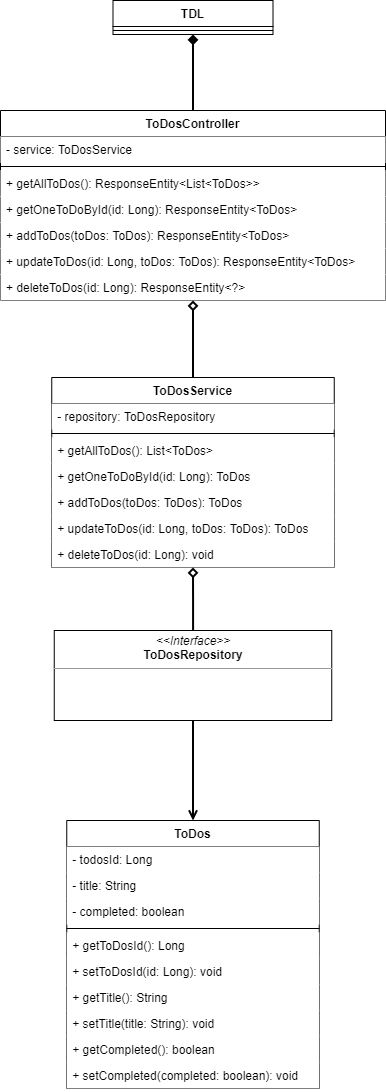 TDL
ToDosController
- service: ToDosService
+ getAllToDos(): ResponseEntity<List<ToDos>>
+ getOneToDoById(id: Long): ResponseEntity<ToDos>
+ addToDos(toDos: ToDos): ResponseEntity<ToDos>
+ updateToDos(id: Long, toDos: ToDos): ResponseEntity<ToDos>
+ deleteToDos(id: Long): ResponseEntity<?>
ToDosService
- repository: ToDosRepository
+ getAllToDos(): List<ToDos>
+ getOneToDoById(id: Long): ToDos
+ addToDos(toDos: ToDos): ToDos
+ updateToDos(id: Long, toDos: ToDos): ToDos
+ deleteToDos(id: Long): void
<<Interface>>
ToDosRepository
ToDos
- todosId: Long
- title: String
- completed: boolean
+ getToDosId(): Long
+ setToDosId(id: Long): void
+ getTitle(): String
+ setTitle(title: String): void
+ getCompleted(): boolean
+ setCompleted(completed: boolean): void